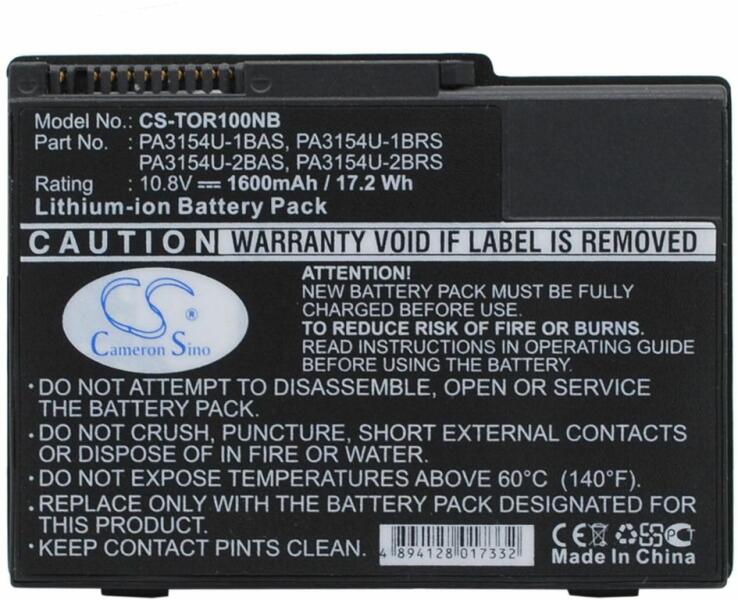 Model No.: CS-TOR100NB
Part No. : PA3154U-1BAS, PA3154U-1BRS
PA3154U-2BAS, PA3154U-2BRS
Rating : 10.8V 1600mAh / 17.2 Wh
Lithium-ion Battery Pack
CAUTION WARRANTY VOID IF LABEL IS REMOVED
CS ®
Cameron Sino
ATTENTION!
NEW BATTERY PACK MUST BE FULLY
CHARGED BEFORE USE.
TO REDUCE RISK OF FIRE OR BURNS.
READ INSTRUCTIONS IN OPERATING GUIDE
BEFORE USING THE BATTERY.
• DO NOT ATTEMPT TO DISASSEMBLE, OPEN OR SERVICE
THE BATTERY PACK.
• DO NOT CRUSH, PUNCTURE, SHORT EXTERNAL CONTACTS
OR DISPOSE OF IN FIRE OR WATER.
• DO NOT EXPOSE TEMPERATURES ABOVE 60°C (140°F).
• REPLACE ONLY WITH THE BATTERY PACK DESIGNATED FOR
THIS PRODUCT.
• KEEP CONTACT PINS CLEAN.
4 894128 017332
CE PC
Made In China